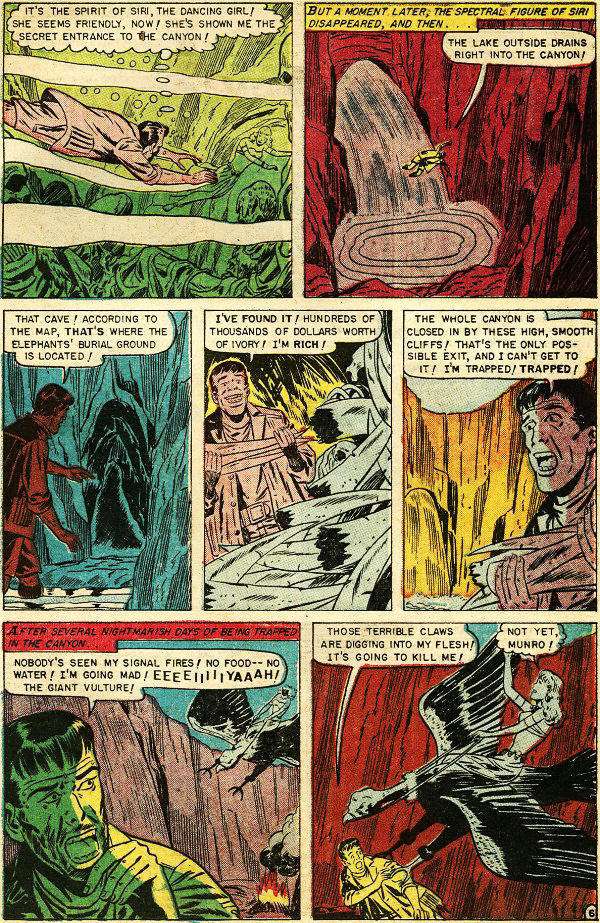 IT'S THE SPIRIT OF SIRI, THE DANCING GIRL!
SHE SEEMS FRIENDLY, NOW! SHE'S SHOWN ME THE
SECRET ENTRANCE TO THE CANYON!
BUT A MOMENT LATER, THE SPECTRAL FIGURE OF SIRI
DISAPPEARED, AND THEN....
THE LAKE OUTSIDE DRAINS
RIGHT INTO THE CANYON!
THAT CAVE! ACCORDING TO
THE MAP, THAT'S WHERE THE
ELEPHANTS' BURIAL GROUND
IS LOCATED!
I'VE FOUND IT! HUNDREDS OF
THOUSANDS OF DOLLARS WORTH
OF IVORY! I'M RICH!
THE WHOLE CANYON IS
CLOSED IN BY THESE HIGH, SMOOTH
CLIFFS! THAT'S THE ONLY POS-
SIBLE EXIT, AND I CAN'T GET TO
IT! I'M TRAPPED! TRAPPED!
AFTER SEVERAL NIGHTMARISH DAYS OF BEING TRAPPED
IN THE CANYON...
NOBODY'S SEEN MY SIGNAL FIRES! NO FOOD-- NO
WATER! I'M GOING MAD! EEEEIIIIIYAAAH!
THE GIANT VULTURE!
THOSE TERRIBLE CLAWS
ARE DIGGING INTO MY FLESH!
IT'S GOING TO KILL ME!
NOT YET,
MUNRO!